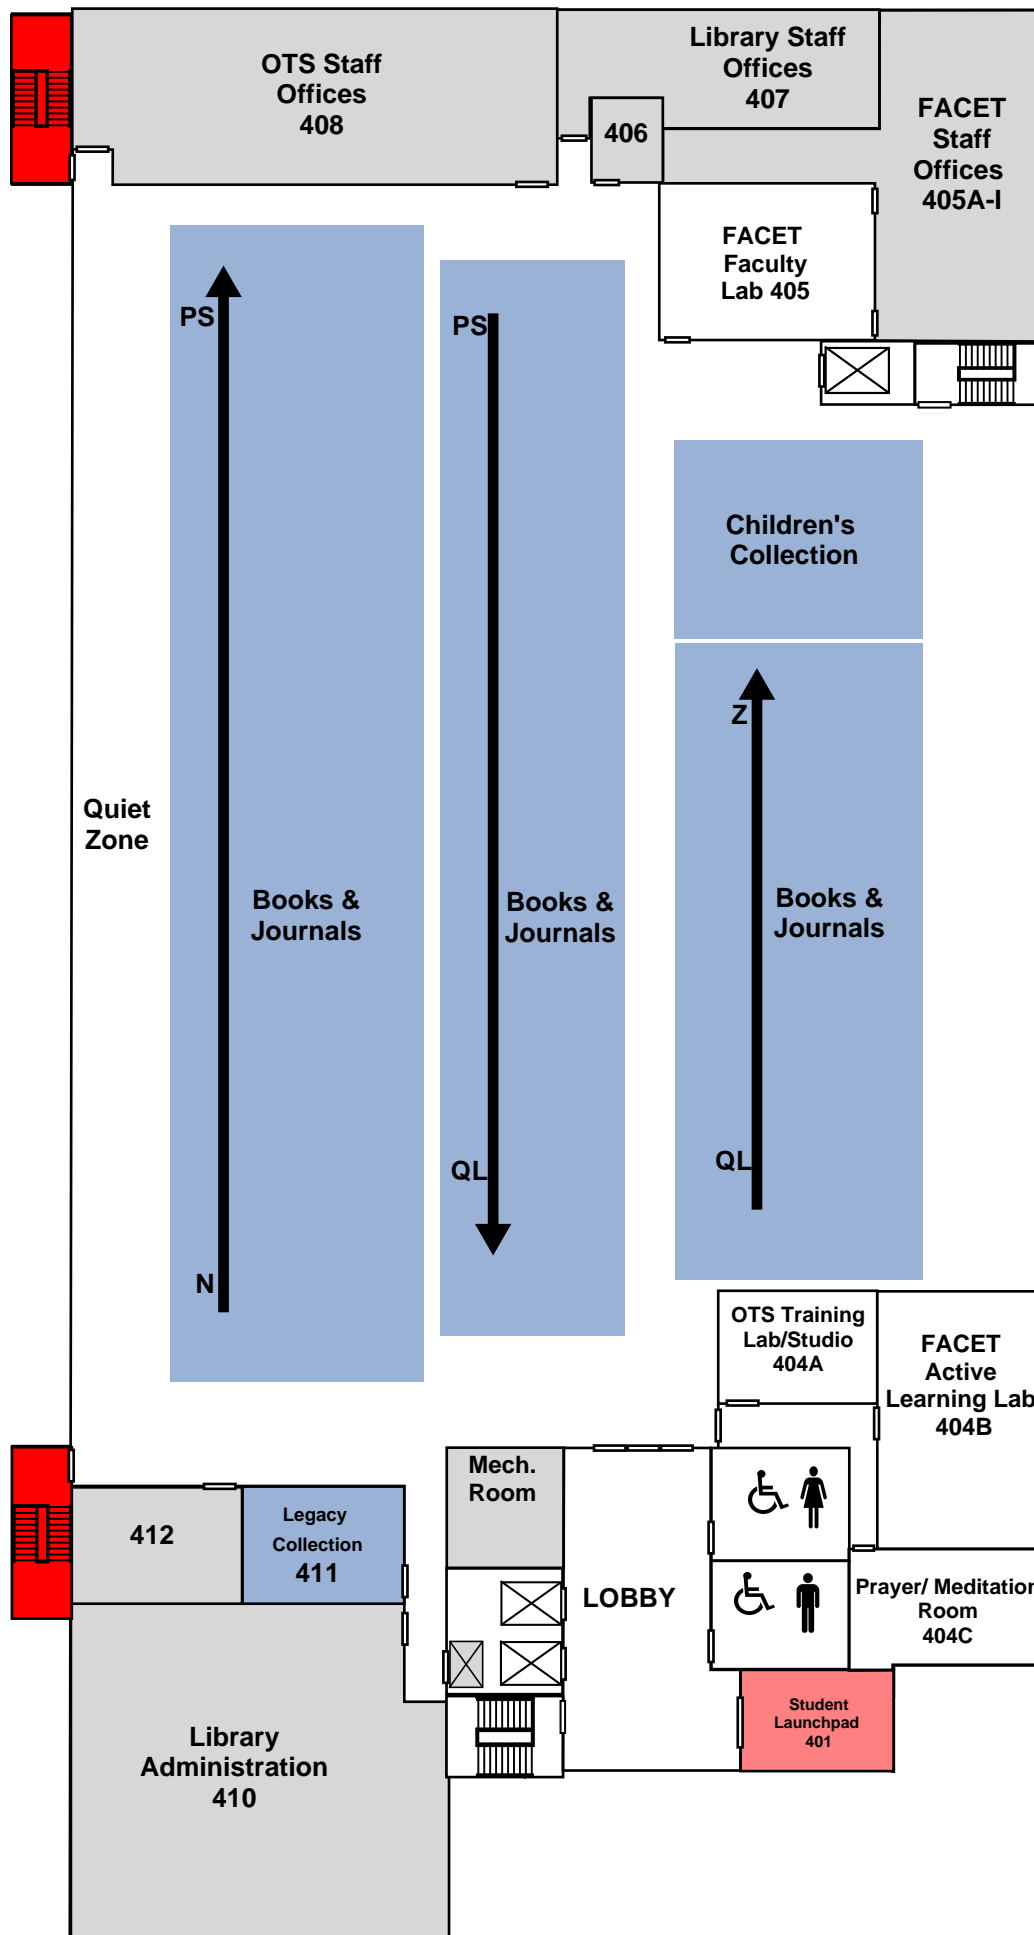 OTS Staff
Offices
408
Library Staff
Offices
407
406
FACET
Staff
Offices
405A-I
FACET
Faculty
Lab 405
PS
PS
Children's
Collection
Z
Quiet
Zone
Books &
Journals
Books &
Journals
Books &
Journals
QL
QL
N
OTS Training
Lab/Studio
404A
FACET
Active
Learning Lab
404B
Mech.
Room
412
Legacy
Collection
411
LOBBY
Prayer/ Meditation
Room
404C
Student
Launchpad
401
Library
Administration
410